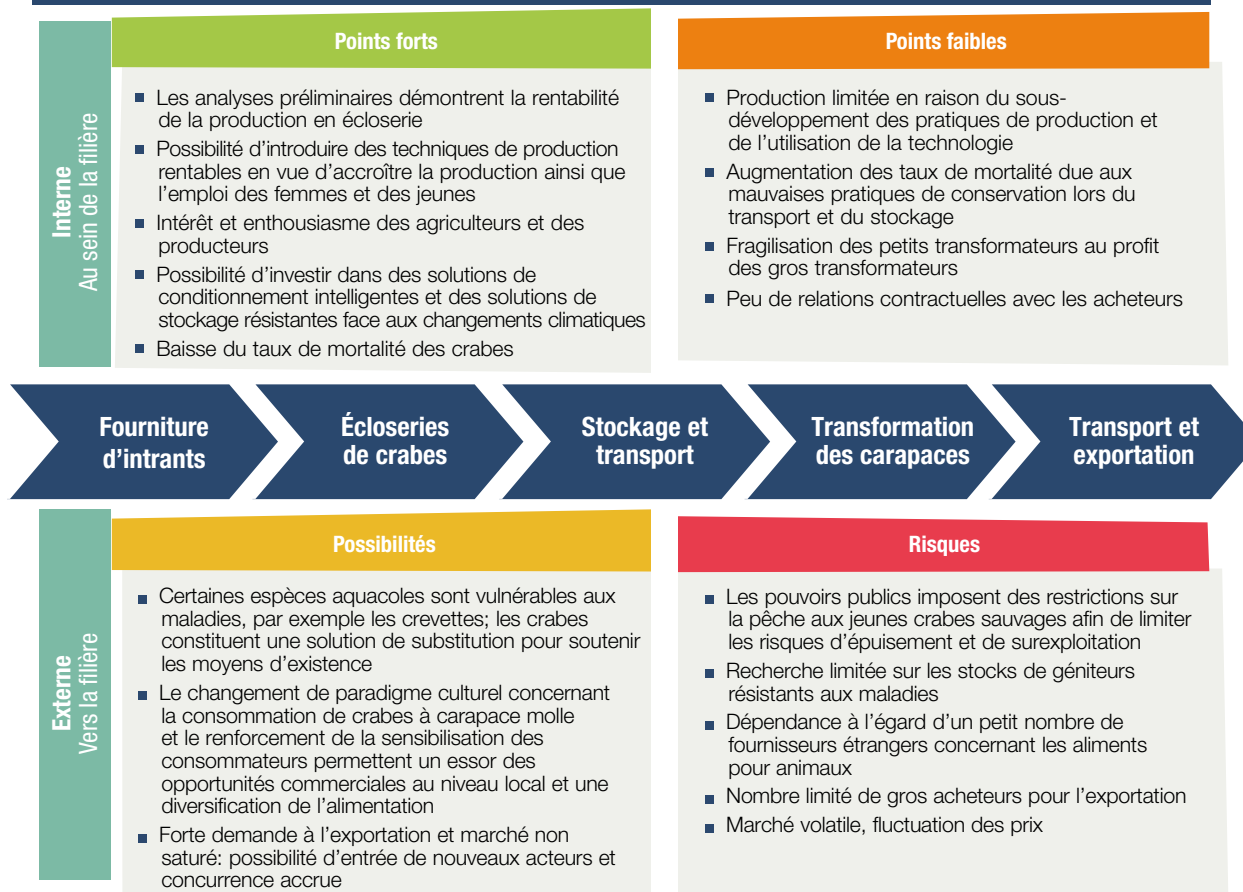 Points forts
Points faibles
Interne
Au sein de la filière
Les analyses préliminaires démontrent la rentabilité
de la production en écloserie
Possibilité d'introduire des techniques de production
rentables en vue d'accroître la production ainsi que
l'emploi des femmes et des jeunes
Intérêt et enthousiasme des agriculteurs et des
producteurs
Possibilité d'investir dans des solutions de
conditionnement intelligentes et des solutions de
stockage résistantes face aux changements climatiques
Baisse du taux de mortalité des crabes
Production limitée en raison du sous-
développement des pratiques de production et
de l'utilisation de la technologie
Augmentation des taux de mortalité due aux
mauvaises pratiques de conservation lors du
transport et du stockage
Fragilisation des petits transformateurs au profit
des gros transformateurs
Peu de relations contractuelles avec les acheteurs
Fourniture
d'intrants
Écloseries
de crabes
Stockage et
transport
Transformation
des carapaces
Transport et
exportation
Possibilités
Risques
Externe
Vers la filière
Certaines espèces aquacoles sont vulnérables aux
maladies, par exemple les crevettes; les crabes
constituent une solution de substitution pour soutenir
les moyens d'existence
Le changement de paradigme culturel concernant
la consommation de crabes à carapace molle
et le renforcement de la sensibilisation des
consommateurs permettent un essor des
opportunités commerciales au niveau local et une
diversification de l'alimentation
Forte demande à l'exportation et marché non
saturé: possibilité d'entrée de nouveaux acteurs et
concurrence accrue
Les pouvoirs publics imposent des restrictions sur
la pêche aux jeunes crabes sauvages afin de limiter
les risques d'épuisement et de surexploitation
Recherche limitée sur les stocks de géniteurs
résistants aux maladies
Dépendance à l'égard d'un petit nombre de
fournisseurs étrangers concernant les aliments
pour animaux
Nombre limité de gros acheteurs pour l'exportation
Marché volatile, fluctuation des prix